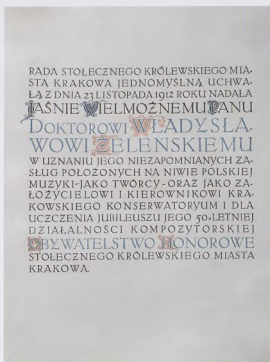 RADA STOŁECZNEGO KRÓLEWSKIEGO MIA-
STA KRAKOWA JEDNOMYŚLNĄ UCHWA-
ŁĄ Z DNIA 23 LISTOPADA 1912 ROKU NADAŁA
JAŚNIE WIELMOŻNEMU PANU
DOKTOROWI WŁADYSŁA-
WOWI ŻELEŃSKIEMU
W UZNANIU JEGO NIEZAPOMNIANYCH ZA-
SŁUG POŁOŻONYCH NA NIWIE POLSKIEJ
MUZYKI-JAKO TWÓRCY-ORAZ JAKO ZA-
ŁOŻYCIELOWI I KIEROWNIKOWI KRA-
KOWSKIEGO KONSERWATORYUM I DLA
UCZCZENIA JUBILEUSZU JEGO 50-LETNIEJ
DZIAŁALNOŚCI KOMPOZYTORSKIEJ
OBYWATELSTWO HONOROWE
STOŁECZNEGO KRÓLEWSKIEGO MIASTA
KRAKOWA.